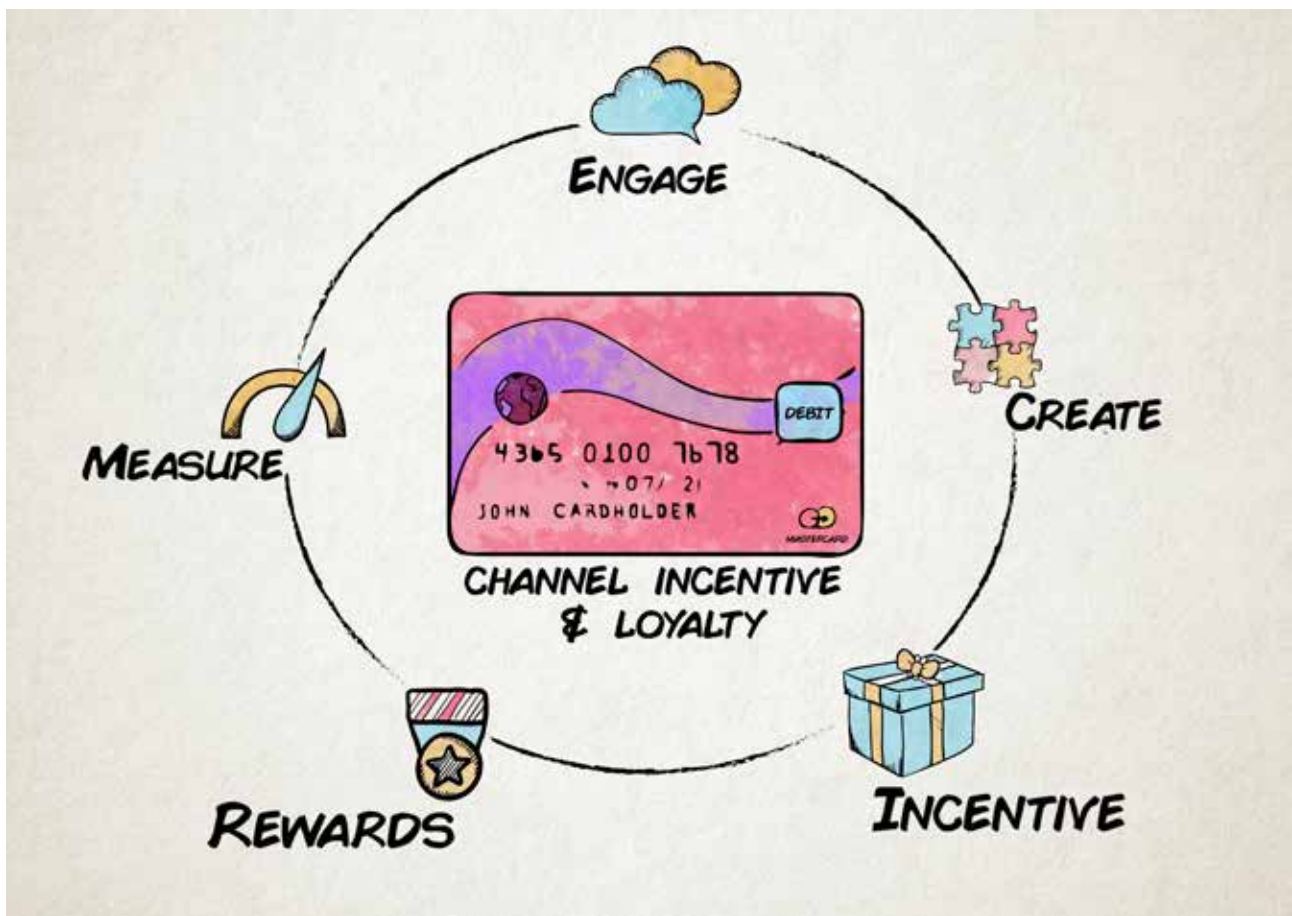 ENGAGE
CREATE
MEASURE
DEBIT
4365 0100 7678
07/ 21
JOHN CARDHOLDER
MASTERCARD
CHANNEL INCENTIVE
& LOYALTY
REWARDS
INCENTIVE